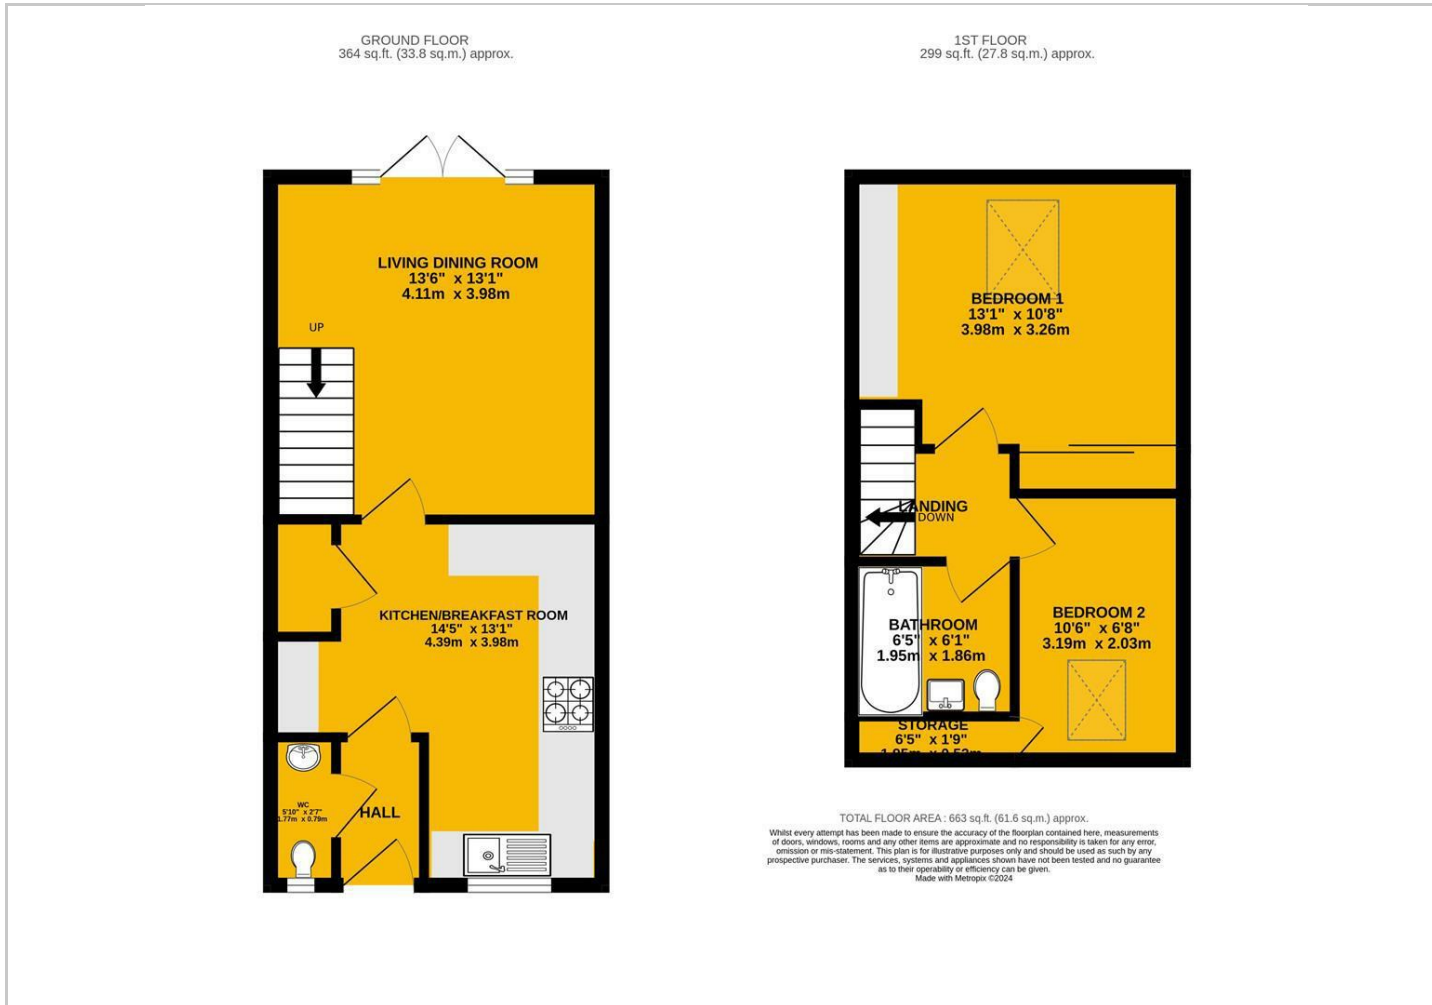 GROUND FLOOR
364 sq.ft. (33.8 sq.m.) approx.
LIVING DINING ROOM
13'6" x 13'1"
4.11m x 3.98m
UP
KITCHEN/BREAKFAST ROOM
14'5" x 13'1"
4.39m x 3.98m
WC
5'10" x 2'7"
1.77m x 0.79m
HALL
1ST FLOOR
299 sq.ft. (27.8 sq.m.) approx.
BEDROOM 1
13'1" x 10'8"
3.98m x 3.26m
LANDING
DOWN
BATHROOM
6'5" x 6'1"
1.95m x 1.86m
BEDROOM 2
10'6" x 6'8"
3.19m x 2.03m
STORAGE
6'5" x 1'9"
TOTAL FLOOR AREA : 663 sq.ft. (61.6 sq.m.) approx.
Whilst every attempt has been made to ensure the accuracy of the floorplan contained here, measurements
of doors, windows, rooms and any other items are approximate and no responsibility is taken for any error,
omission or mis-statement. This plan is for illustrative purposes only and should be used as such by any
prospective purchaser. The services, systems and appliances shown have not been tested and no guarantee
as to their operability or efficiency can be given.
Made with Metropix ©2024